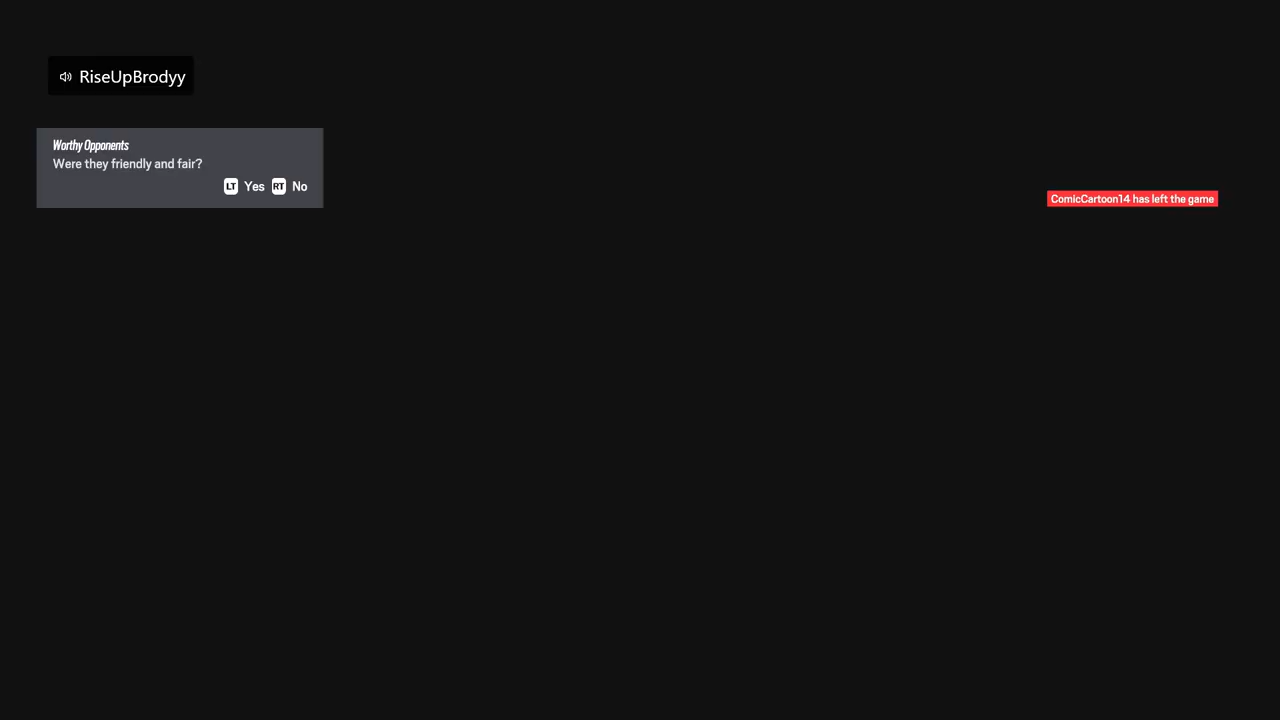 RiseUpBrodyy
Worthy Opponents
Were they friendly and fair?
LT Yes RT No
ComicCartoon14 has left the game